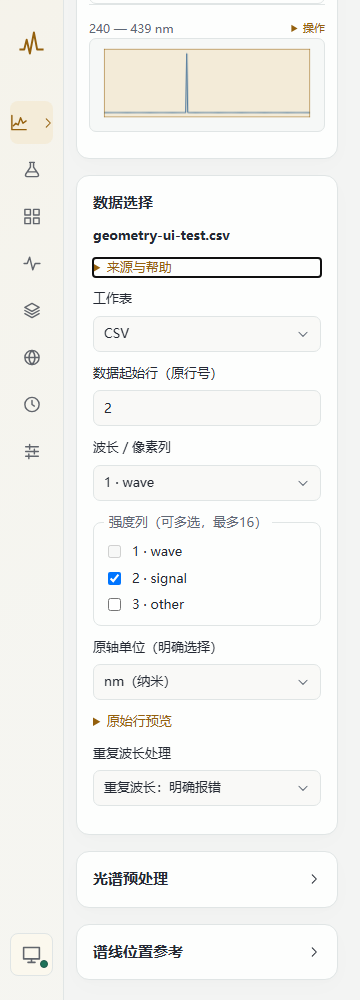 240 — 439 nm
操作
数据选择
geometry-ui-test.csv
来源与帮助
工作表
CSV
数据起始行（原行号）
2
波长 / 像素列
1 · wave
强度列（可多选，最多16）
1 · wave
2 · signal
3 · other
原轴单位（明确选择）
nm（纳米）
原始行预览
重复波长处理
重复波长：明确报错
光谱预处理
谱线位置参考